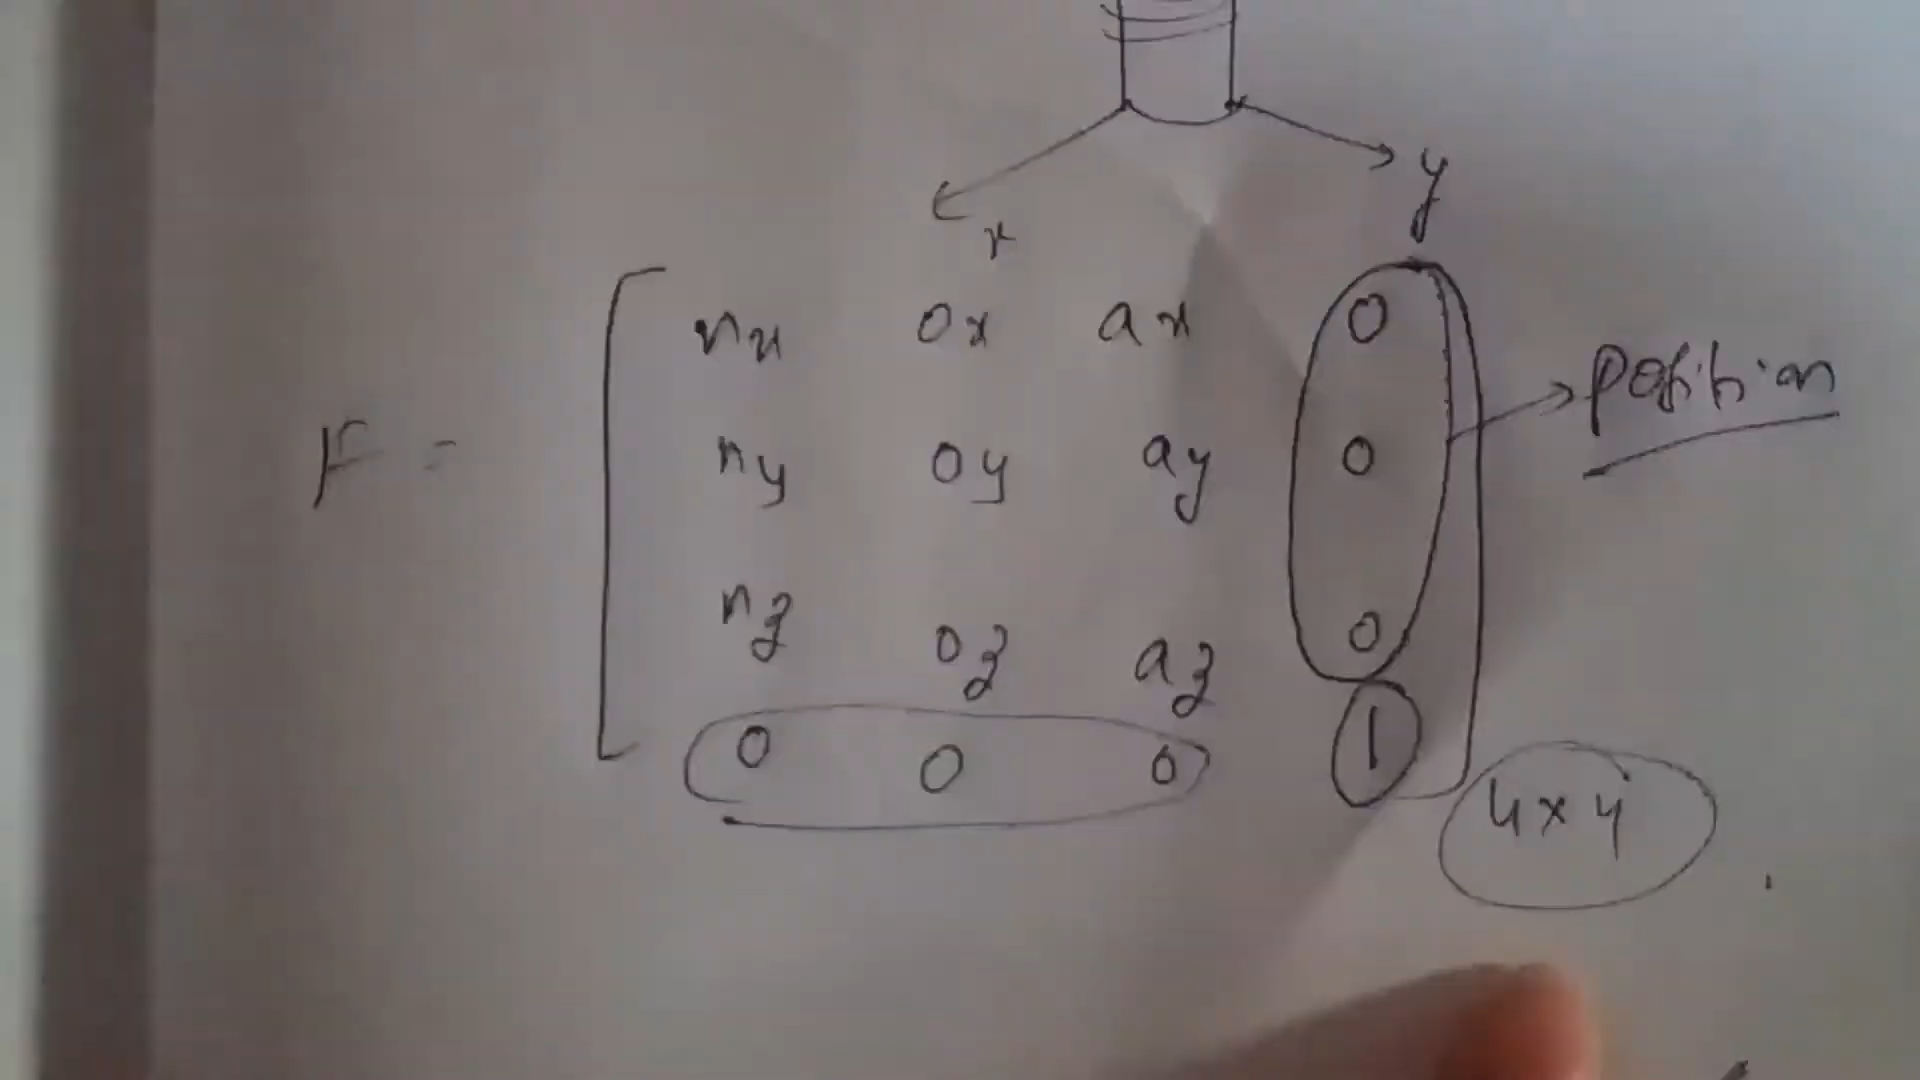 y
x
nx ox ax 0
position
F = ny oy ay 0
nz oz az 0
0 0 0 1
4x4